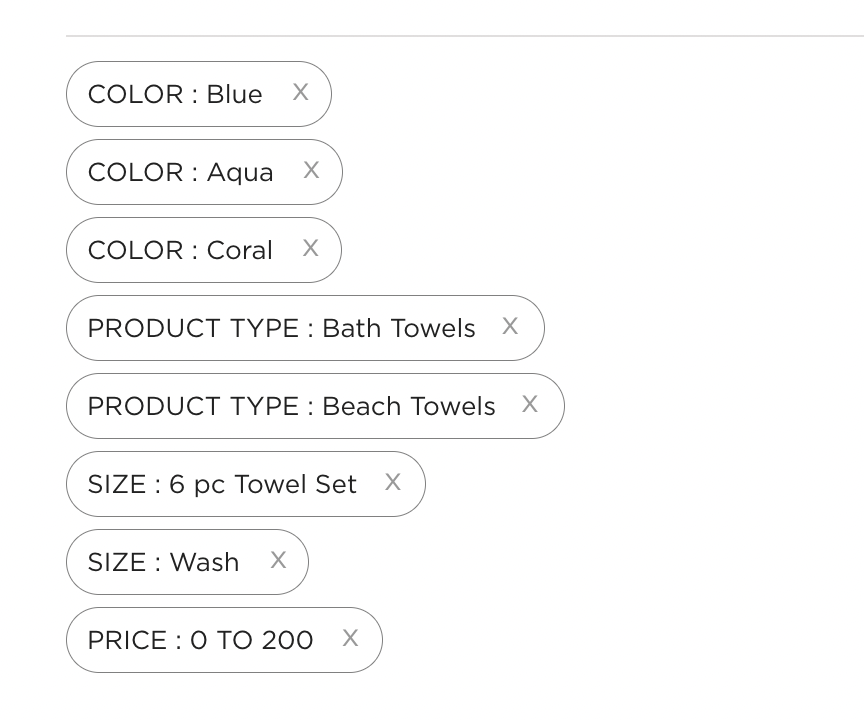 COLOR : Blue X
COLOR : Aqua X
COLOR : Coral X
PRODUCT TYPE : Bath Towels X
PRODUCT TYPE : Beach Towels X
SIZE : 6 pc Towel Set X
SIZE : Wash X
PRICE : 0 TO 200 X